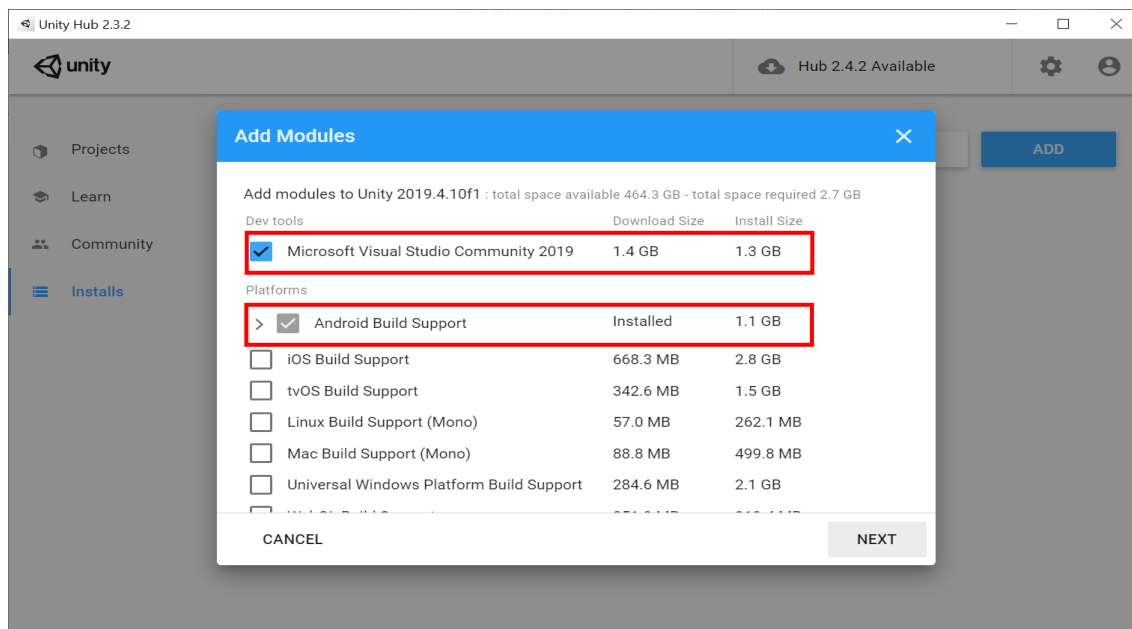 Unity Hub 2.3.2
unity
Hub 2.4.2 Available
Projects
Learn
Community
Installs
ADD
Add Modules
Add modules to Unity 2019.4.10f1 : total space available 464.3 GB - total space required 2.7 GB
Dev tools Download Size Install Size
Microsoft Visual Studio Community 2019 1.4 GB 1.3 GB
Platforms
Android Build Support Installed 1.1 GB
iOS Build Support 668.3 MB 2.8 GB
tvOS Build Support 342.6 MB 1.5 GB
Linux Build Support (Mono) 57.0 MB 262.1 MB
Mac Build Support (Mono) 88.8 MB 499.8 MB
Universal Windows Platform Build Support 284.6 MB 2.1 GB
CANCEL NEXT